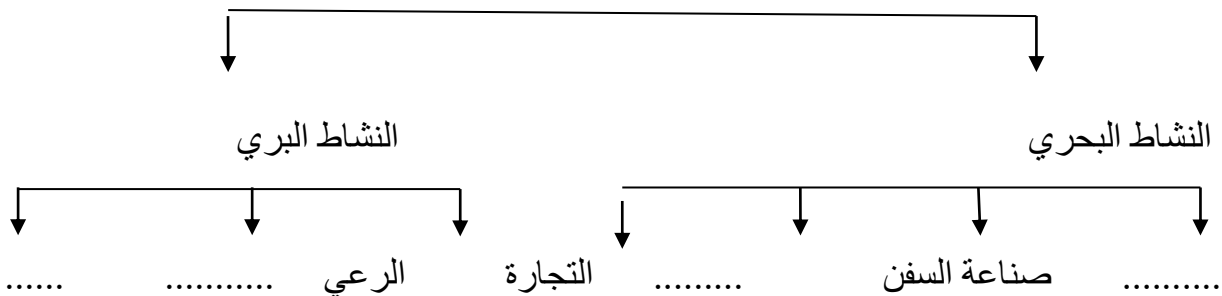 النشاط البحري النشاط البري
.......... صناعة السفن ......... التجارة الرعي ........... ......